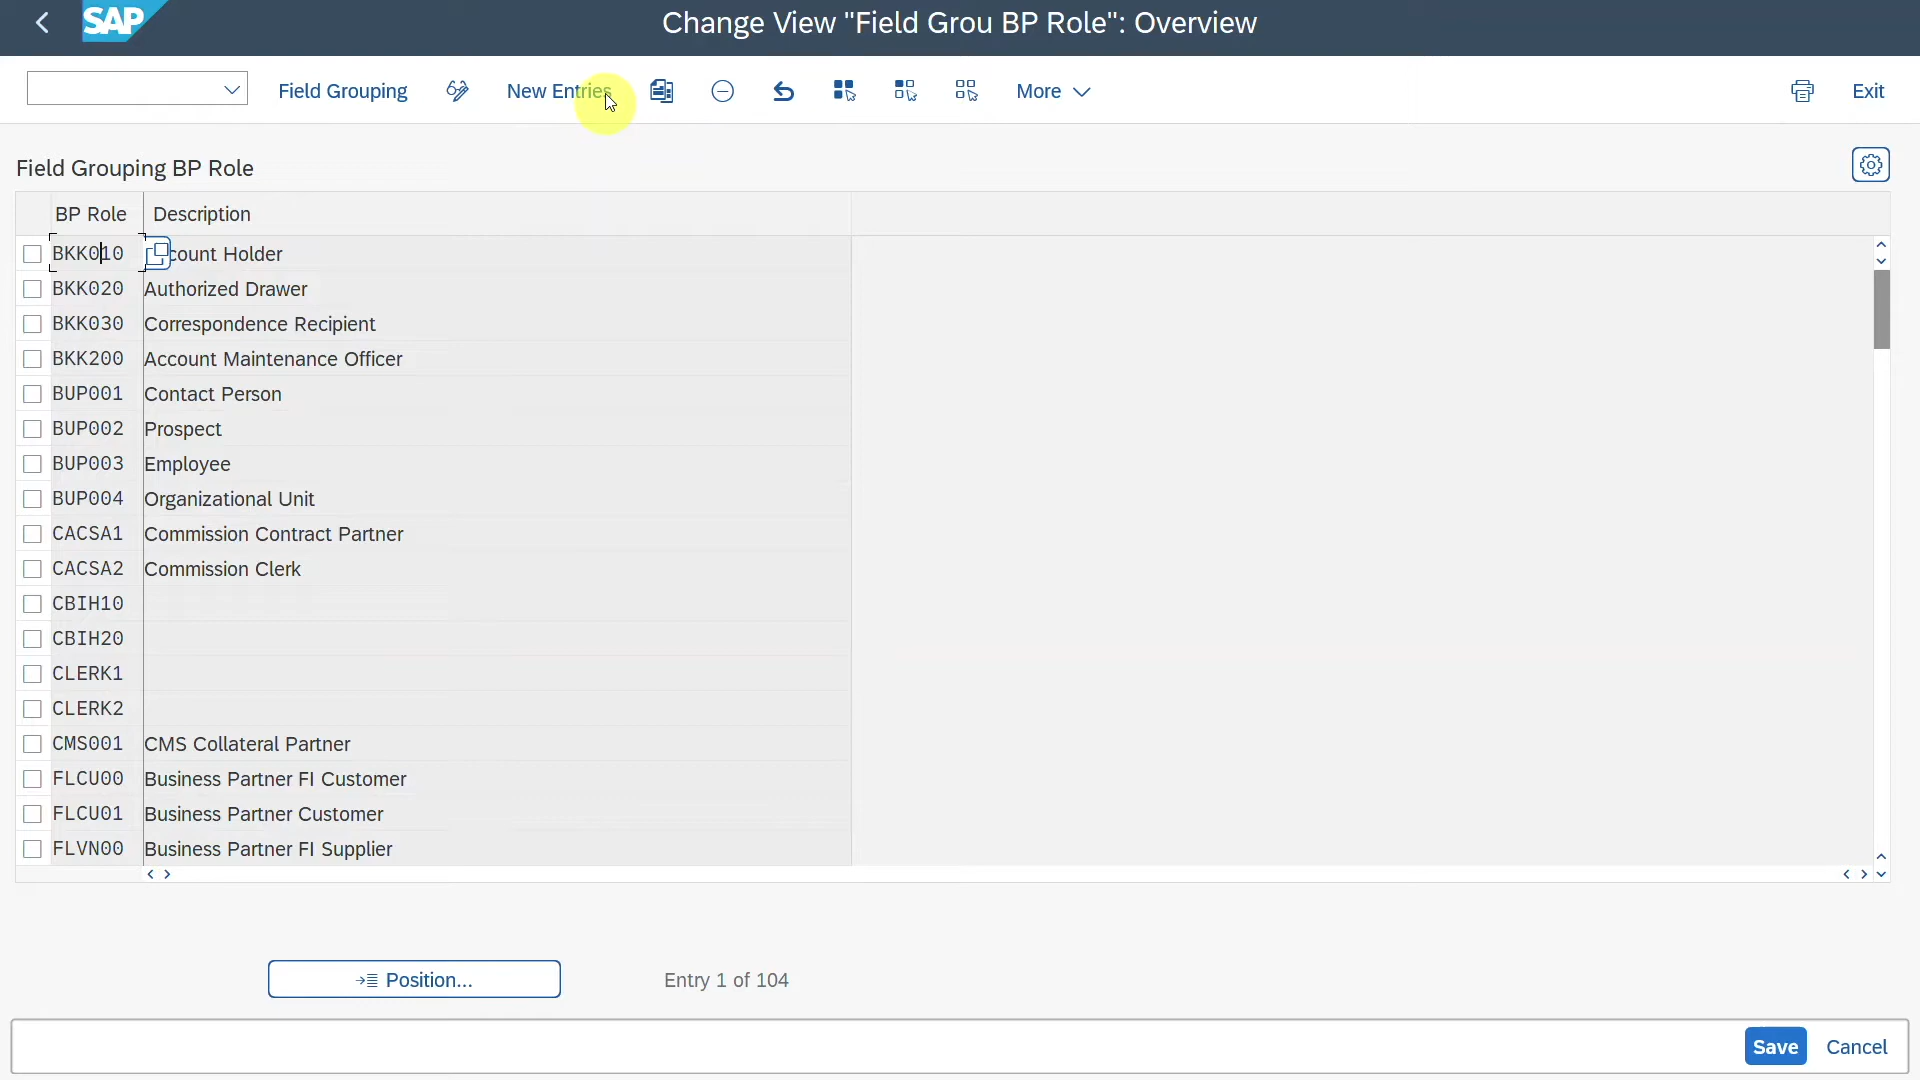 SAP
Change View "Field Grou BP Role": Overview
Field Grouping
New Entries
More
Exit
Field Grouping BP Role
BP Role Description
BKK010 count Holder
BKK020 Authorized Drawer
BKK030 Correspondence Recipient
BKK200 Account Maintenance Officer
BUP001 Contact Person
BUP002 Prospect
BUP003 Employee
BUP004 Organizational Unit
CACSA1 Commission Contract Partner
CACSA2 Commission Clerk
CBIH10
CBIH20
CLERK1
CLERK2
CMS001 CMS Collateral Partner
FLCU00 Business Partner FI Customer
FLCU01 Business Partner Customer
FLVN00 Business Partner FI Supplier
Position...
Entry 1 of 104
Save
Cancel